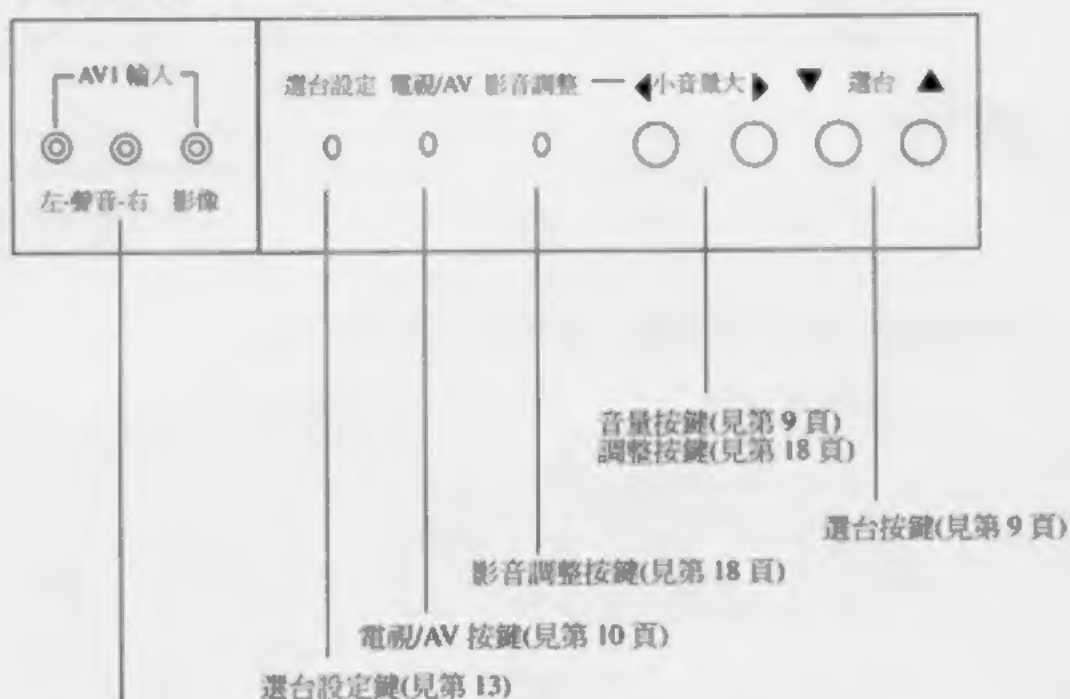 AV1 輸入
選台設定 電視/AV 影音調整 — ◀小音量大▶ ▼ 選台 ▲
左-聲音-右 影像
音量按鍵(見第 9 頁)
調整按鍵(見第 18 頁)
選台按鍵(見第 9 頁)
影音調整按鍵(見第 18 頁)
電視/AV 按鍵(見第 10 頁)
選台設定鍵(見第 13)